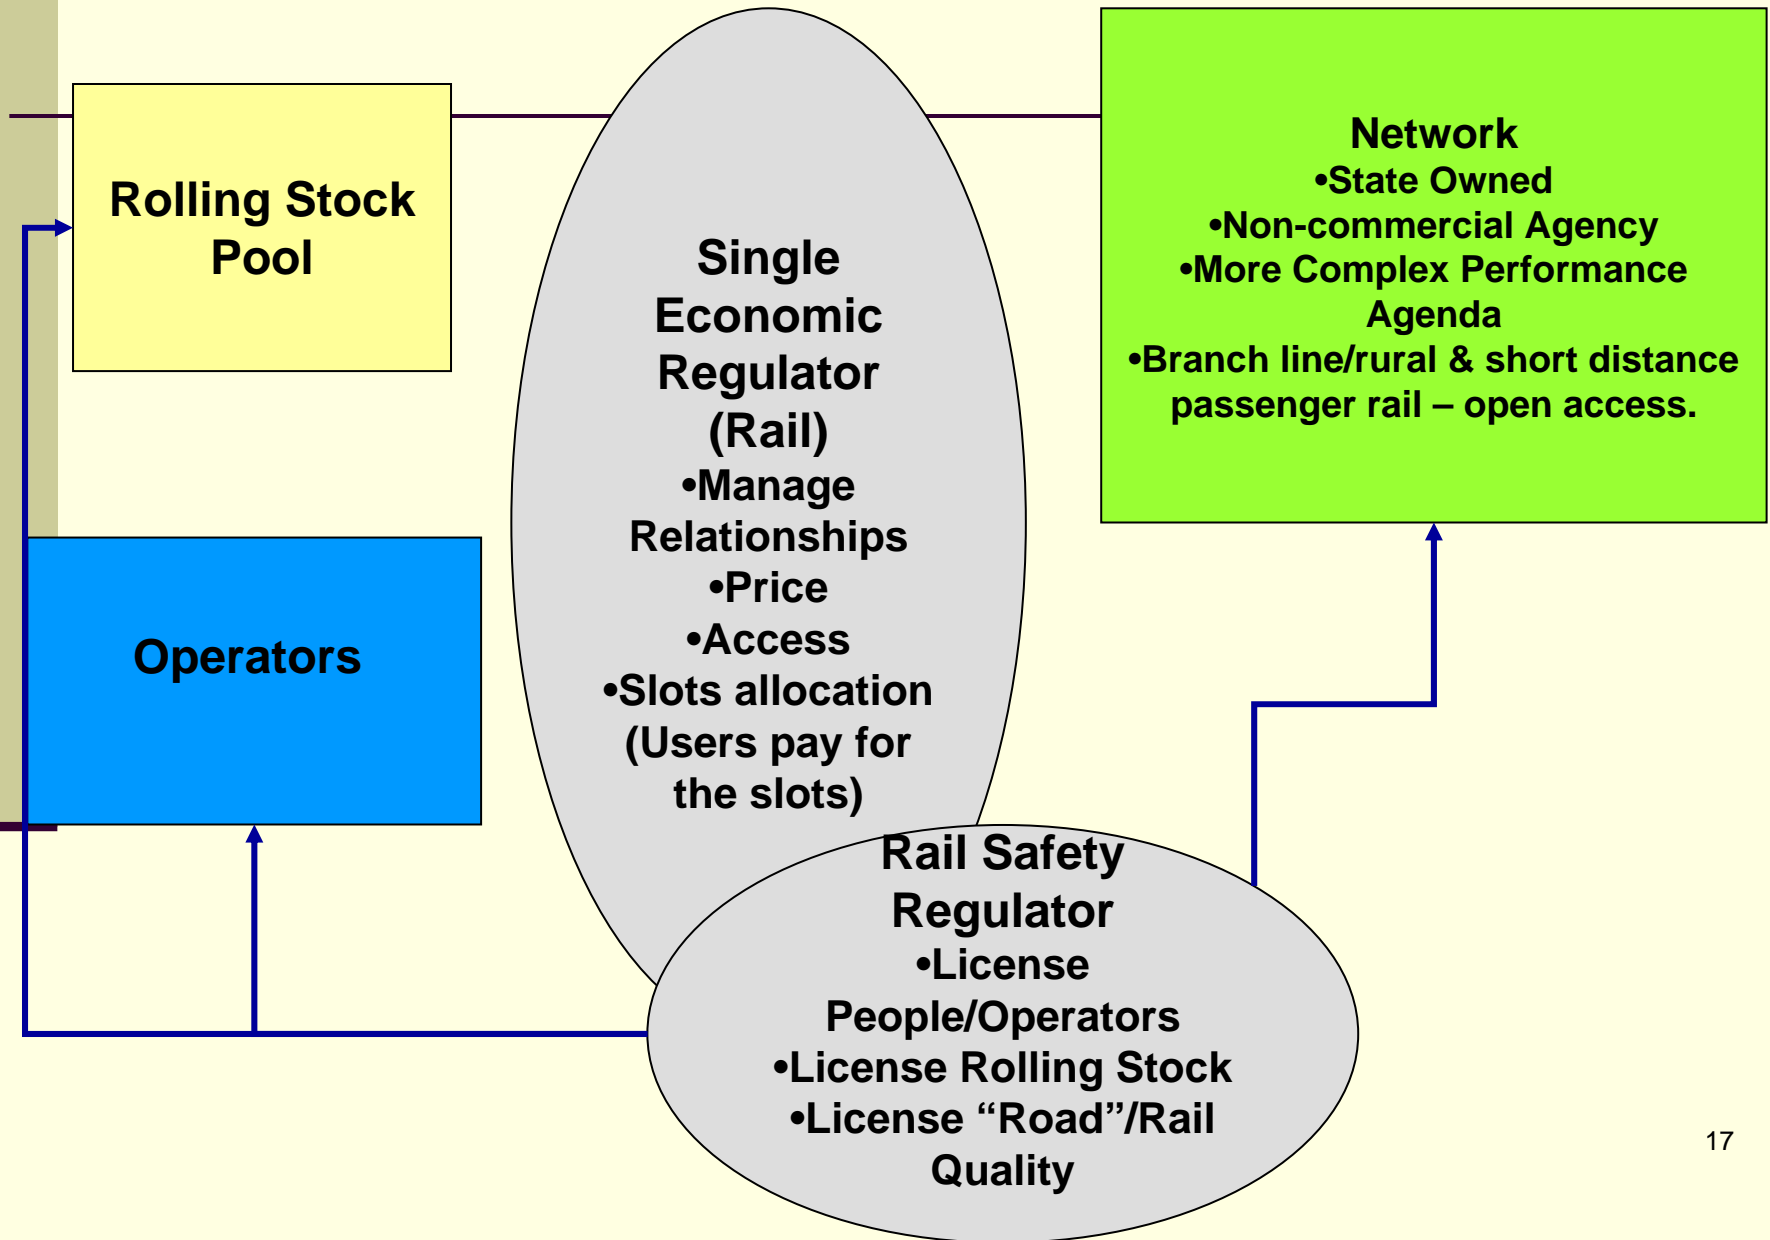 Rolling Stock
Pool
Operators
Single
Economic
Regulator
(Rail)
•Manage
Relationships
•Price
•Access
•Slots allocation
(Users pay for
the slots)
Network
•State Owned
•Non-commercial Agency
•More Complex Performance
Agenda
•Branch line/rural & short distance
passenger rail – open access.
Rail Safety
Regulator
•License
People/Operators
•License Rolling Stock
•License “Road”/Rail
Quality
17